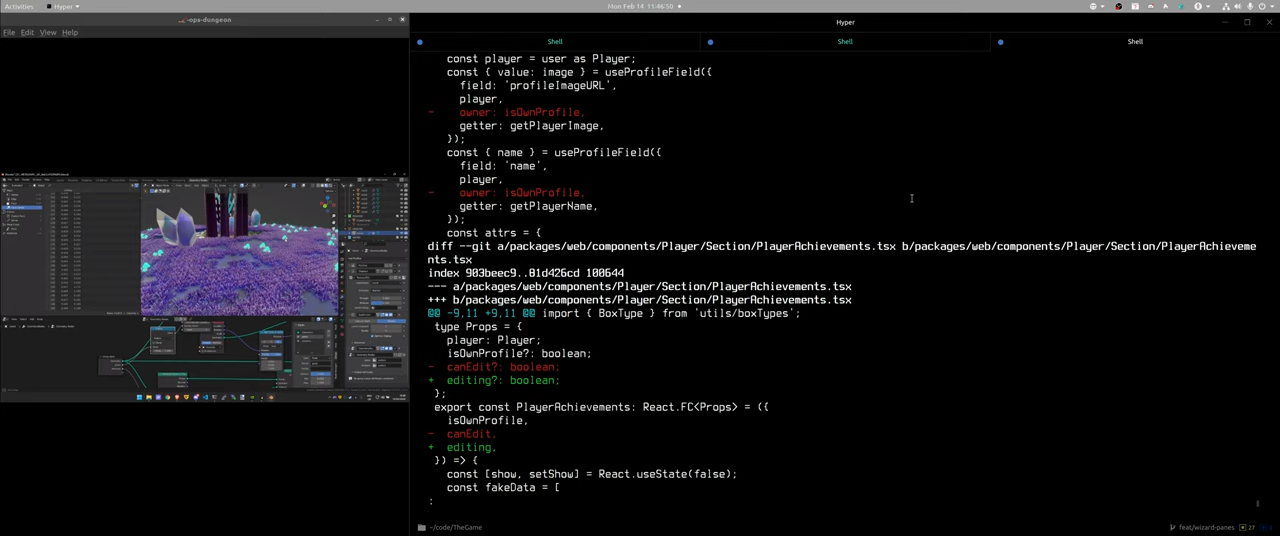 Activities
Hyper
Mon Feb 14 11:46:50
-ops-dungeon
File Edit View Help
Hyper
Shell
Shell
Shell
const player = user as Player;
const { value: image } = useProfileField({
field: 'profileImageURL',
player,
- owner: isOwnProfile,
getter: getPlayerImage,
});
const { name } = useProfileField({
field: 'name',
player,
- owner: isOwnProfile,
getter: getPlayerName,
});
const attrs = {
diff --git a/packages/web/components/Player/Section/PlayerAchievements.tsx b/packages/web/components/Player/Section/PlayerAchieveme
nts.tsx
index 903beec9..01d426cd 100644
--- a/packages/web/components/Player/Section/PlayerAchievements.tsx
+++ b/packages/web/components/Player/Section/PlayerAchievements.tsx
@@ -9,11 +9,11 @@ import { BoxType } from 'utils/boxTypes';
type Props = {
player: Player;
isOwnProfile?: boolean;
- canEdit?: boolean;
+ editing?: boolean;
};
export const PlayerAchievements: React.FC<Props> = ({
isOwnProfile,
- canEdit,
+ editing,
}) => {
const [show, setShow] = React.useState(false);
const fakeData = [
:
~/code/TheGame
feat/wizard-panes
27